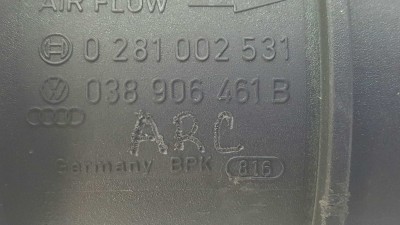 AIR FLOW
0 281 002 531
038 906 461 B
ARC
Germany BPK 816